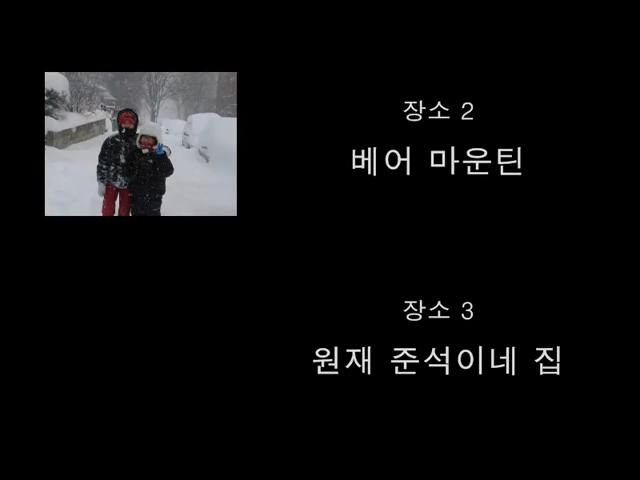 장소 2
베어 마운틴
장소 3
원재 준석이네 집